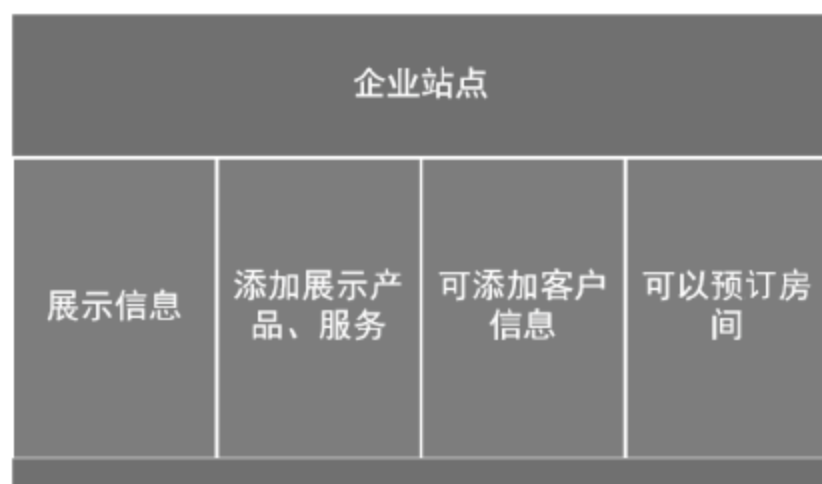 企业站点
展示信息
添加展示产
品、服务
可添加客户
信息
可以预订房
间